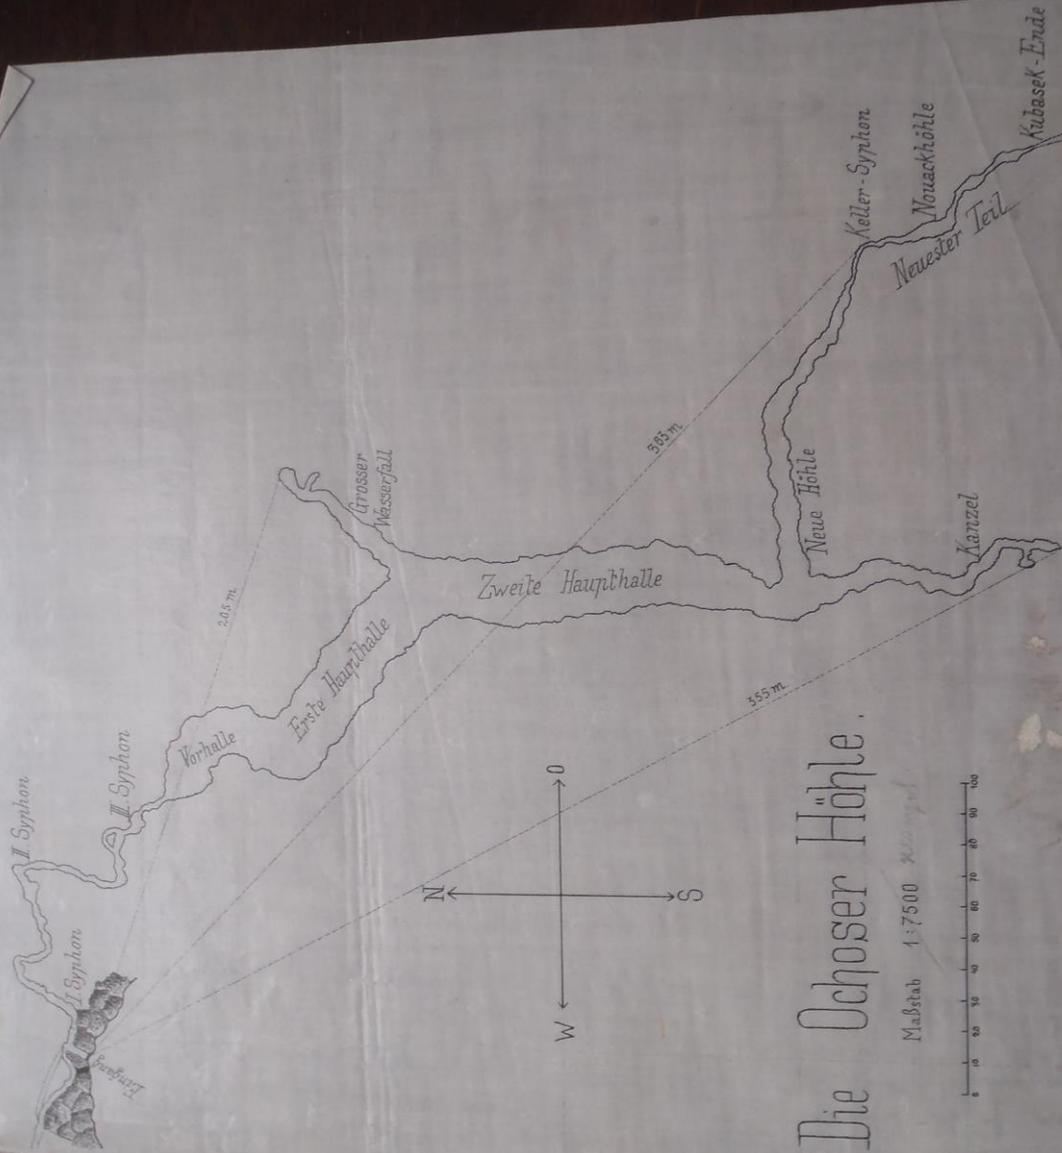 II. Syphon
I Syphon
III. Syphon
Eingang
Vorhalle
205 m.
Erste Haupthalle
Grosser
Wasserfall
Zweite Haupthalle
563 m.
Neue Höhle
Keller-Syphon
Nouackhöhle
Neuester Teil
Kubasek-Ende
Kanzel
355 m.
N
W
O
S
Die Ochoser Höhle.
Maßstab 1:7500
0 10 20 30 40 50 60 70 80 90 100